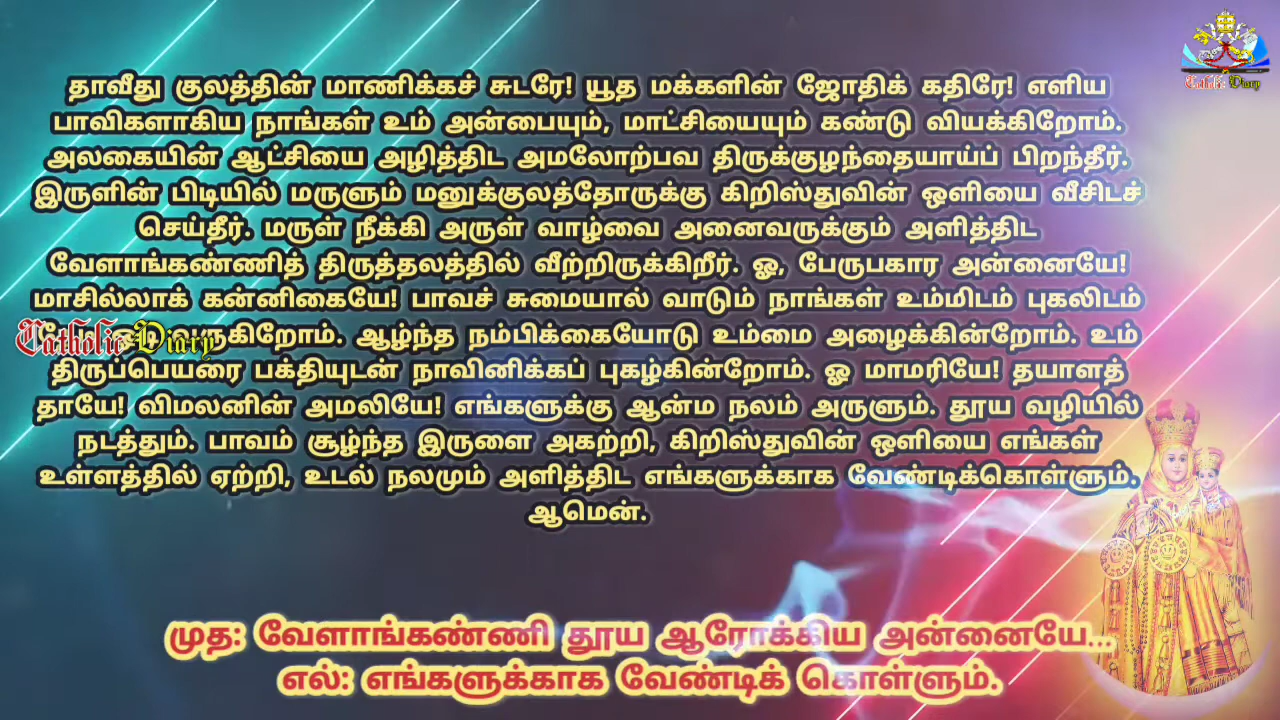 Catholic Diary
தாவீது குலத்தின் மாணிக்கச் சுடரே! யூத மக்களின் ஜோதிக் கதிரே! எளிய
பாவிகளாகிய நாங்கள் உம் அன்பையும், மாட்சியையும் கண்டு வியக்கிறோம்.
அலகையின் ஆட்சியை அழித்திட அமலோற்பவ திருக்குழந்தையாய்ப் பிறந்தீர்.
இருளின் பிடியில் மருளும் மனுக்குலத்தோருக்கு கிறிஸ்துவின் ஒளியை வீசிடச்
செய்தீர். மருள் நீக்கி அருள் வாழ்வை அனைவருக்கும் அளித்திட
வேளாங்கண்ணித் திருத்தலத்தில் வீற்றிருக்கிறீர். ஓ, பேருபகார அன்னையே!
மாசில்லாக் கன்னிகையே! பாவச் சுமையால் வாடும் நாங்கள் உம்மிடம் புகலிடம்
ஆழ்ந்த நம்பிக்கையோடு உம்மை அழைக்கின்றோம். உம்
Catholic Diary
திருப்பெயரை பக்தியுடன் நாவினிக்கப் புகழ்கின்றோம். ஓ மாமரியே! தயாளத்
தாயே! விமலனின் அமலியே! எங்களுக்கு ஆன்ம நலம் அருளும். தூய வழியில்
நடத்தும். பாவம் சூழ்ந்த இருளை அகற்றி, கிறிஸ்துவின் ஒளியை எங்கள்
உள்ளத்தில் ஏற்றி, உடல் நலமும் அளித்திட எங்களுக்காக வேண்டிக்கொள்ளும்.
ஆமென்.
முத: வேளாங்கண்ணி தூய ஆரோக்கிய அன்னையே...
எல்: எங்களுக்காக வேண்டிக் கொள்ளும்.